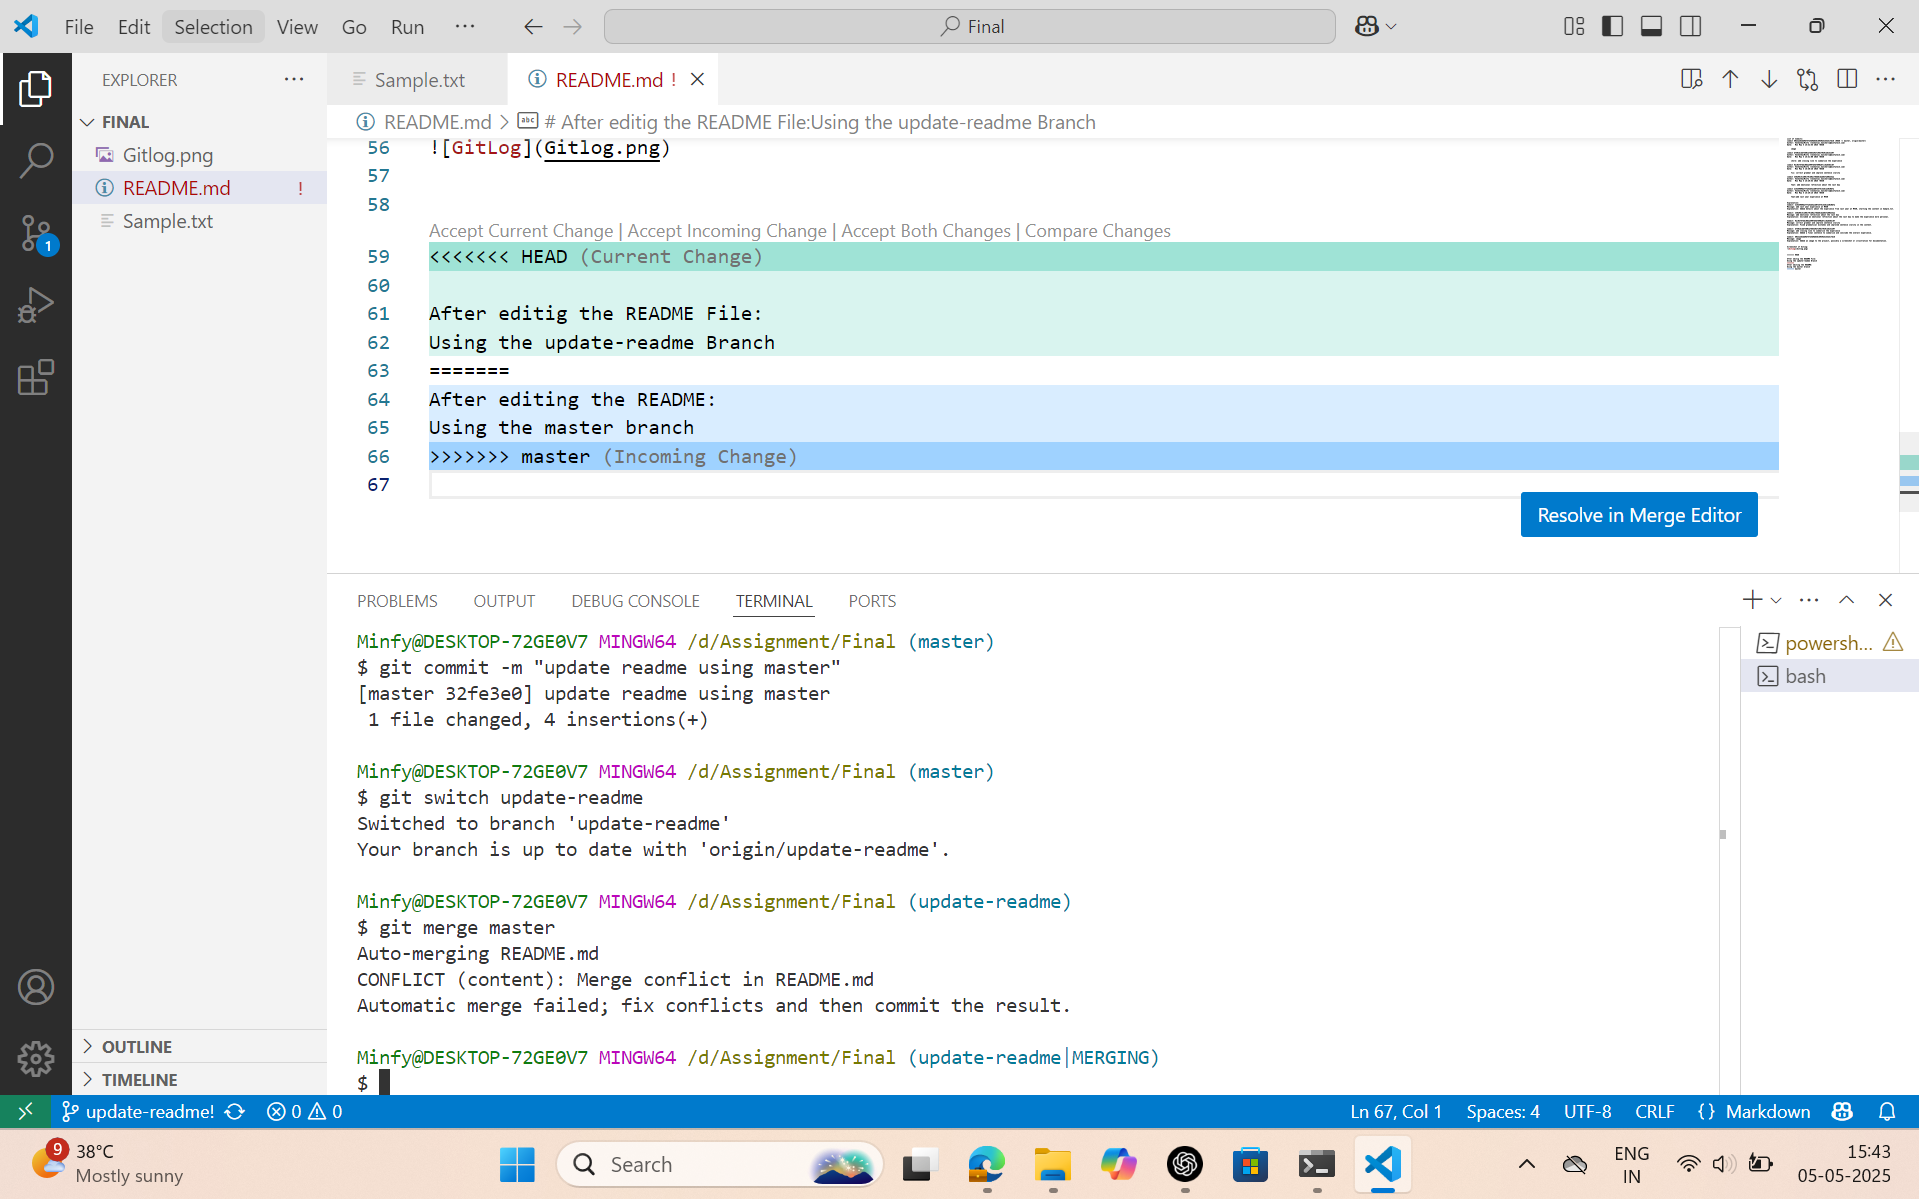 File Edit Selection View Go Run ··· Final
EXPLORER ···
FINAL
Gitlog.png
README.md !
Sample.txt
OUTLINE
TIMELINE
Sample.txt
README.md !
README.md > # After editig the README File:Using the update-readme Branch
56 ![GitLog](Gitlog.png)
57
58
Accept Current Change | Accept Incoming Change | Accept Both Changes | Compare Changes
59 <<<<<<< HEAD (Current Change)
60
61 After editig the README File:
62 Using the update-readme Branch
63 =======
64 After editing the README:
65 Using the master branch
66 >>>>>>> master (Incoming Change)
67
Resolve in Merge Editor
PROBLEMS OUTPUT DEBUG CONSOLE TERMINAL PORTS
Minfy@DESKTOP-72GE0V7 MINGW64 /d/Assignment/Final (master)
$ git commit -m "update readme using master"
[master 32fe3e0] update readme using master
1 file changed, 4 insertions(+)
Minfy@DESKTOP-72GE0V7 MINGW64 /d/Assignment/Final (master)
$ git switch update-readme
Switched to branch 'update-readme'
Your branch is up to date with 'origin/update-readme'.
Minfy@DESKTOP-72GE0V7 MINGW64 /d/Assignment/Final (update-readme)
$ git merge master
Auto-merging README.md
CONFLICT (content): Merge conflict in README.md
Automatic merge failed; fix conflicts and then commit the result.
Minfy@DESKTOP-72GE0V7 MINGW64 /d/Assignment/Final (update-readme|MERGING)
$
powersh...
bash
1
update-readme! 0 0 Ln 67, Col 1 Spaces: 4 UTF-8 CRLF {} Markdown
9
38°C
Mostly sunny
Search
ENG
IN
15:43
05-05-2025